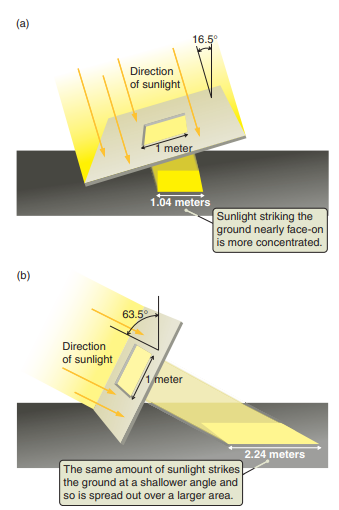 (a)
16.5°
Direction
of sunlight
1 meter
1.04 meters
Sunlight striking the
ground nearly face-on
is more concentrated.
(b)
63.5°
Direction
of sunlight
1 meter
2.24 meters
The same amount of sunlight strikes
the ground at a shallower angle and
so is spread out over a larger area.